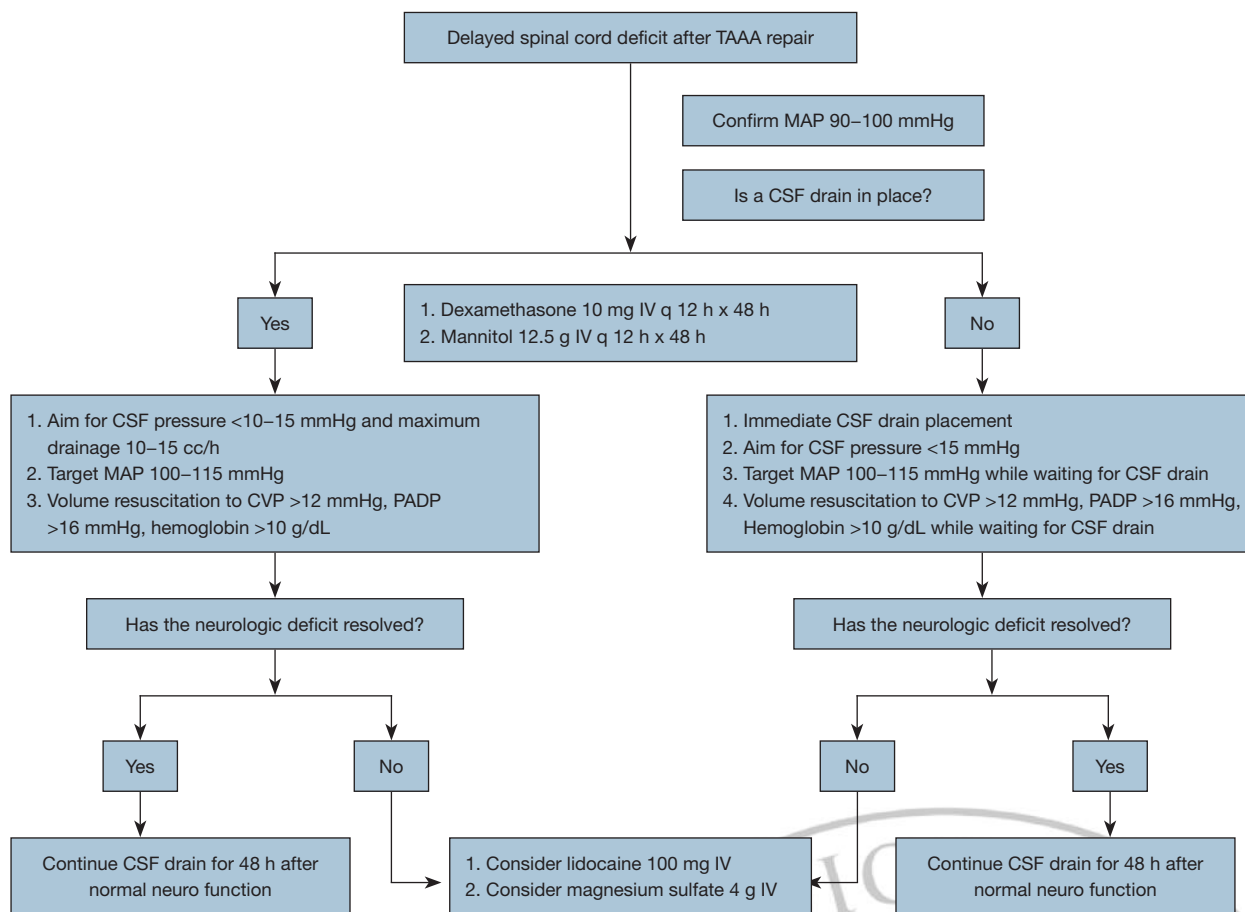 Delayed spinal cord deficit after TAAA repair
Confirm MAP 90–100 mmHg
Is a CSF drain in place?
Yes
1. Dexamethasone 10 mg IV q 12 h x 48 h
2. Mannitol 12.5 g IV q 12 h x 48 h
No
1. Aim for CSF pressure <10–15 mmHg and maximum
drainage 10–15 cc/h
2. Target MAP 100–115 mmHg
3. Volume resuscitation to CVP >12 mmHg, PADP
>16 mmHg, hemoglobin >10 g/dL
1. Immediate CSF drain placement
2. Aim for CSF pressure <15 mmHg
3. Target MAP 100–115 mmHg while waiting for CSF drain
4. Volume resuscitation to CVP >12 mmHg, PADP >16 mmHg,
Hemoglobin >10 g/dL while waiting for CSF drain
Has the neurologic deficit resolved?
Has the neurologic deficit resolved?
Yes
No
No
Yes
Continue CSF drain for 48 h after
normal neuro function
1. Consider lidocaine 100 mg IV
2. Consider magnesium sulfate 4 g IV
Continue CSF drain for 48 h after
normal neuro function